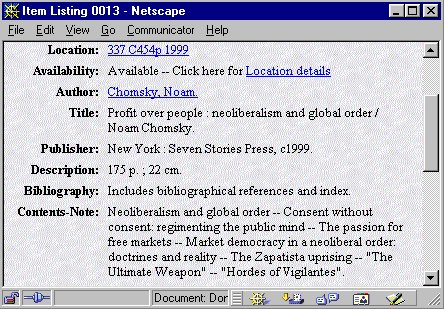 Item Listing 0013 - Netscape
File Edit View Go Communicator Help
Location: 337 C454p 1999
Availability: Available -- Click here for Location details
Author: Chomsky, Noam.
Title: Profit over people : neoliberalism and global order /
Noam Chomsky.
Publisher: New York : Seven Stories Press, c1999.
Description: 175 p. ; 22 cm.
Bibliography: Includes bibliographical references and index.
Contents-Note: Neoliberalism and global order -- Consent without
consent: regimenting the public mind -- The passion for
free markets -- Market democracy in a neoliberal order:
doctrines and reality -- The Zapatista uprising -- "The
Ultimate Weapon" -- "Hordes of Vigilantes".
Document: Don